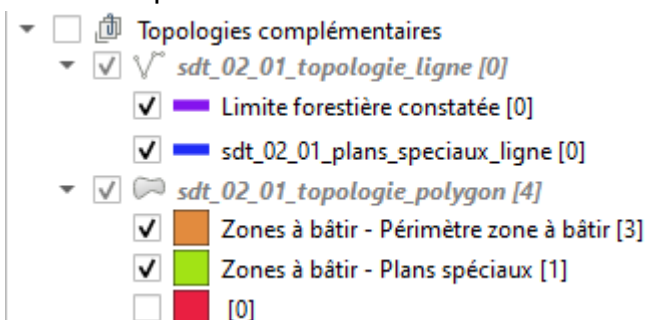 Topologies complémentaires
sdt_02_01_topologie_ligne [0]
Limite forestière constatée [0]
sdt_02_01_plans_speciaux_ligne [0]
sdt_02_01_topologie_polygon [4]
Zones à bâtir - Périmètre zone à bâtir [3]
Zones à bâtir - Plans spéciaux [1]
[0]